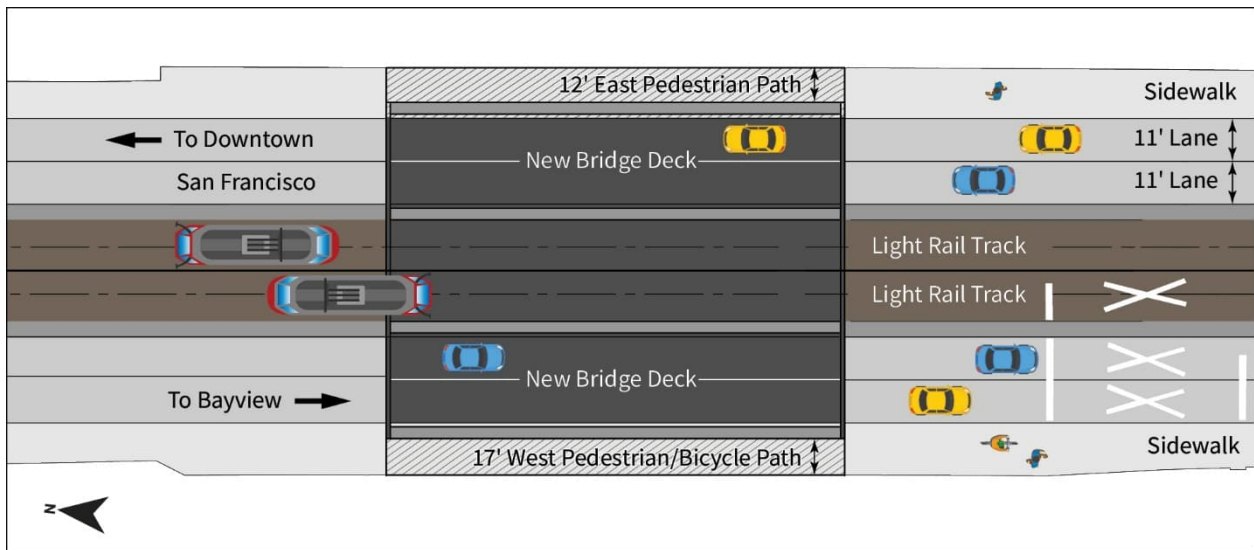 12' East Pedestrian Path
Sidewalk
To Downtown
San Francisco
New Bridge Deck
11' Lane
11' Lane
Light Rail Track
Light Rail Track
To Bayview
New Bridge Deck
17' West Pedestrian/Bicycle Path
Sidewalk
N